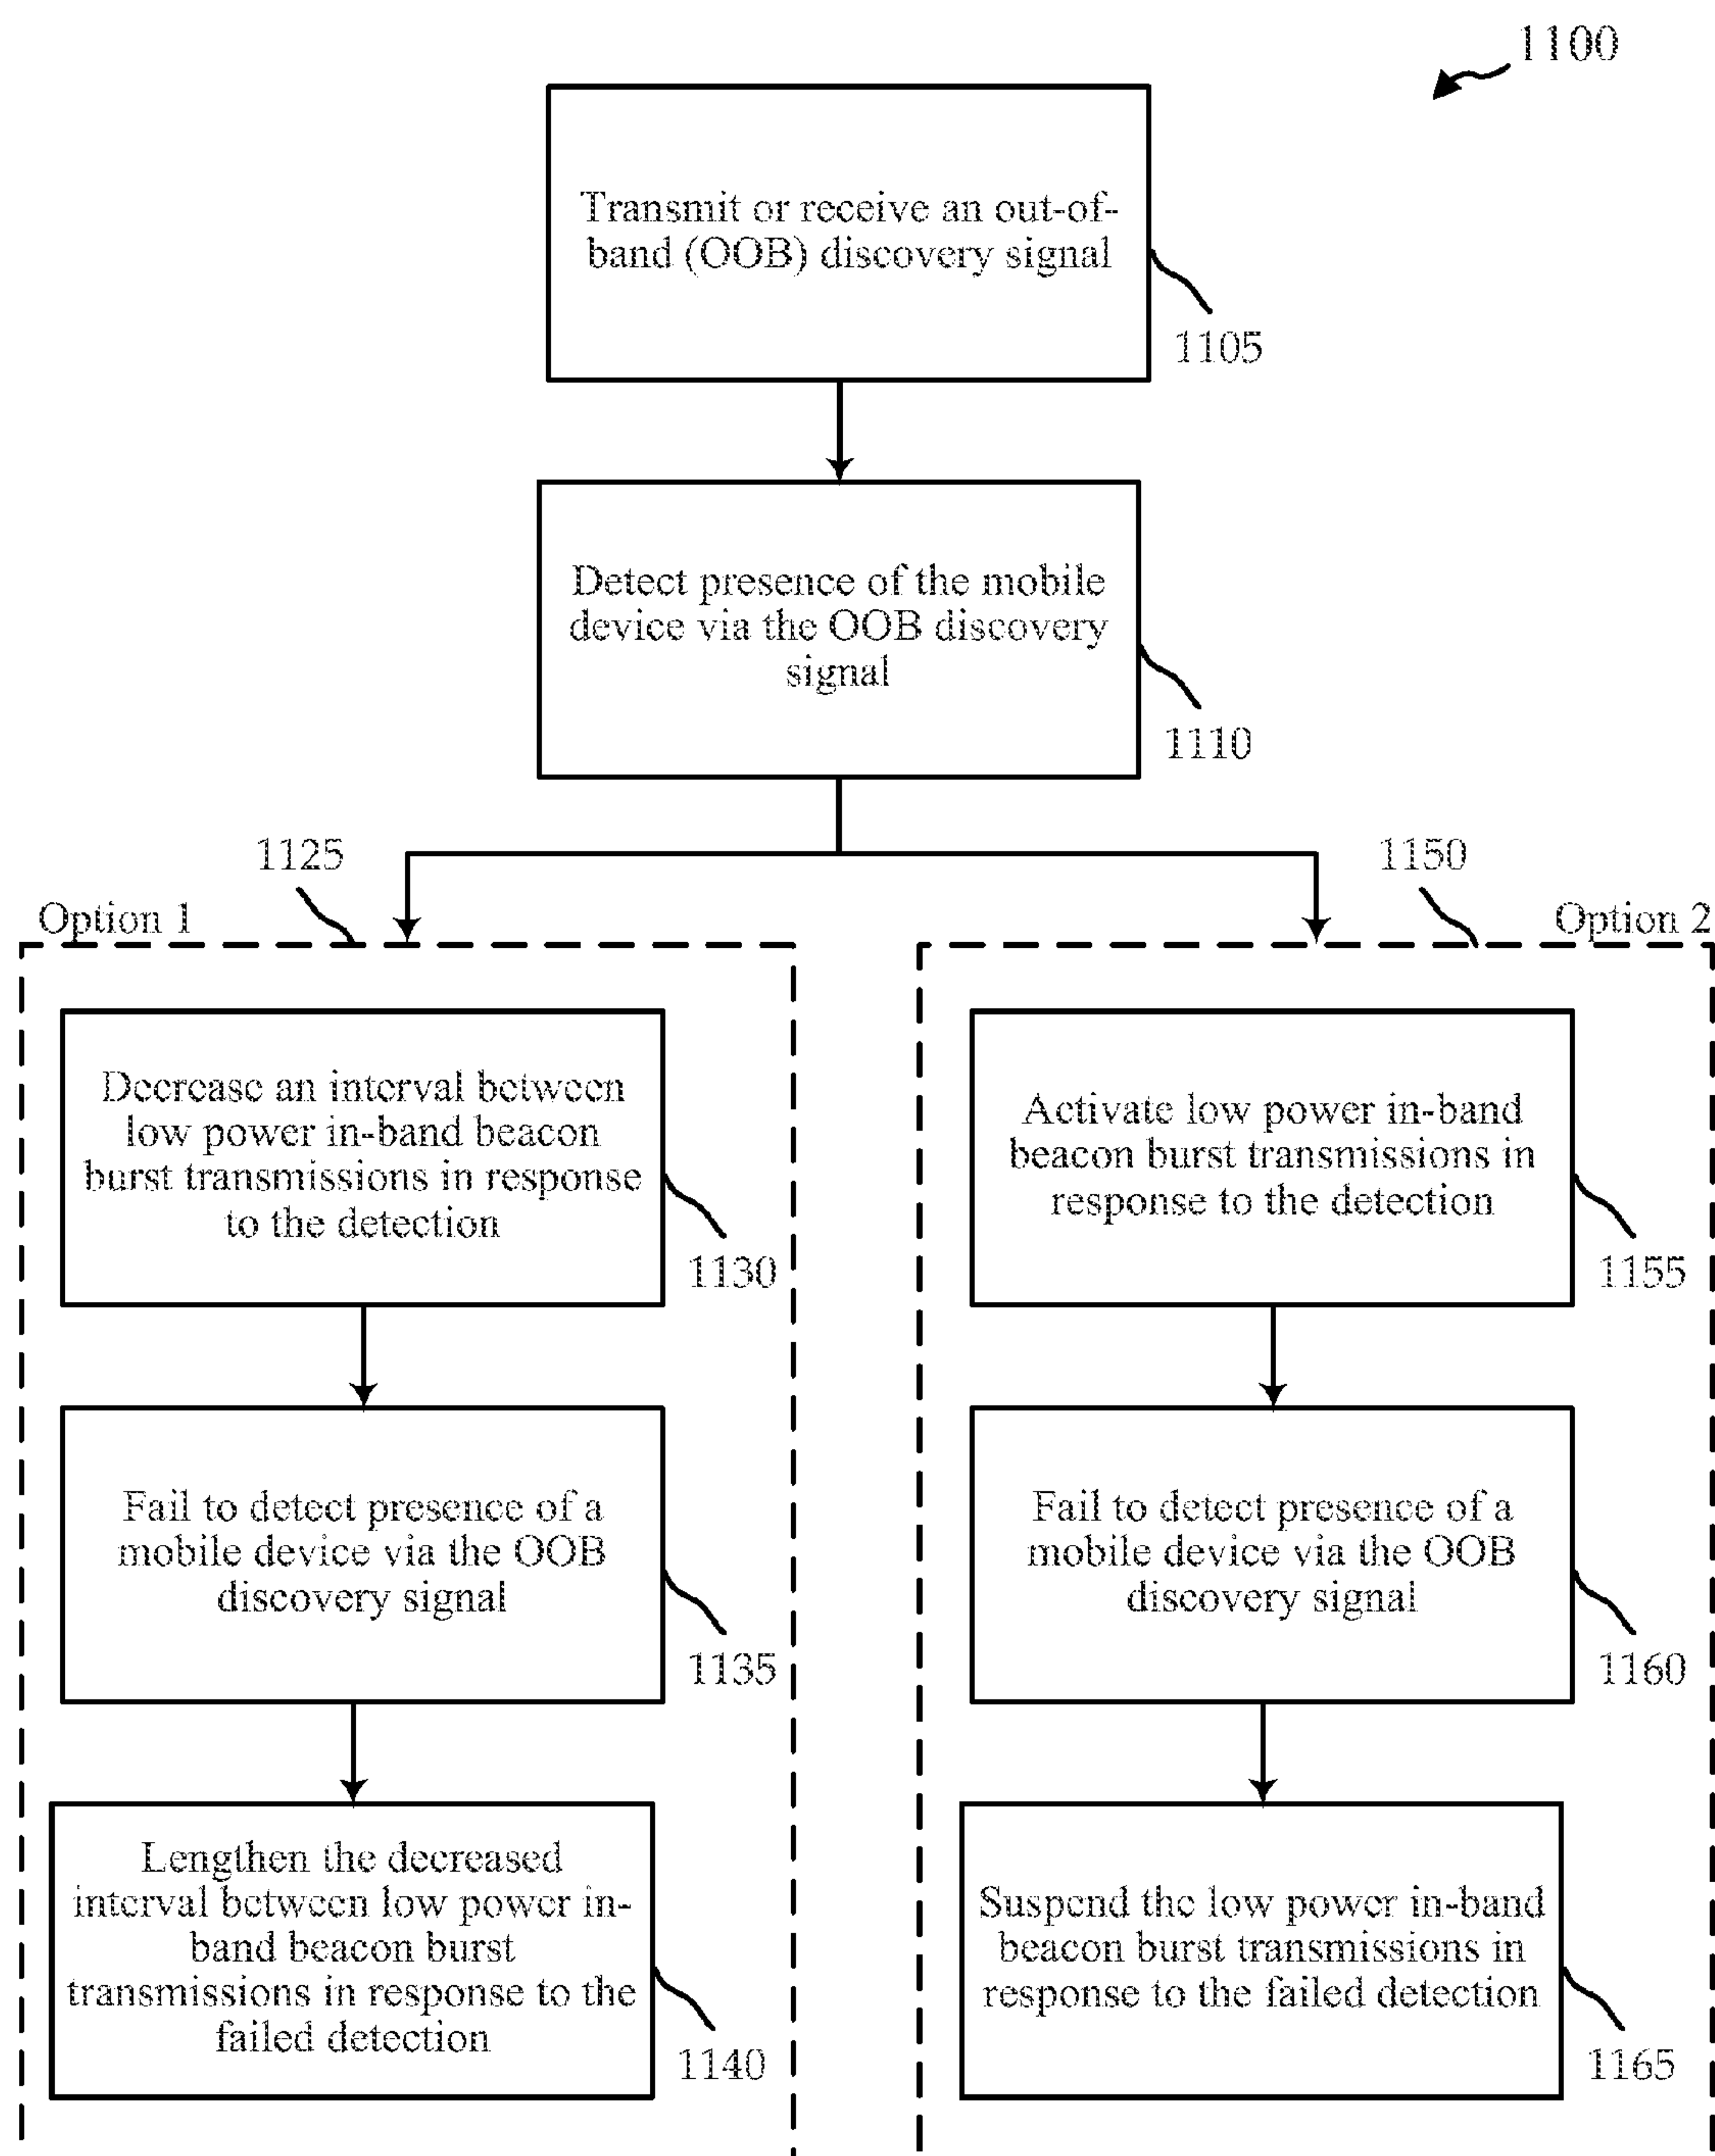 1100
Transmit or receive an out-of-
band (OOB) discovery signal
1105
Detect presence of the mobile
device via the OOB discovery
signal
1110
1125
Option 1
Decrease an interval between
low power in-band beacon
burst transmissions in response
to the detection
1130
Fail to detect presence of a
mobile device via the OOB
discovery signal
1135
Lengthen the decreased
interval between low power in-
band beacon burst
transmissions in response to the
failed detection
1140
1150
Option 2
Activate low power in-band
beacon burst transmissions in
response to the detection
1155
Fail to detect presence of a
mobile device via the OOB
discovery signal
1160
Suspend the low power in-band
beacon burst transmissions in
response to the failed detection
1165